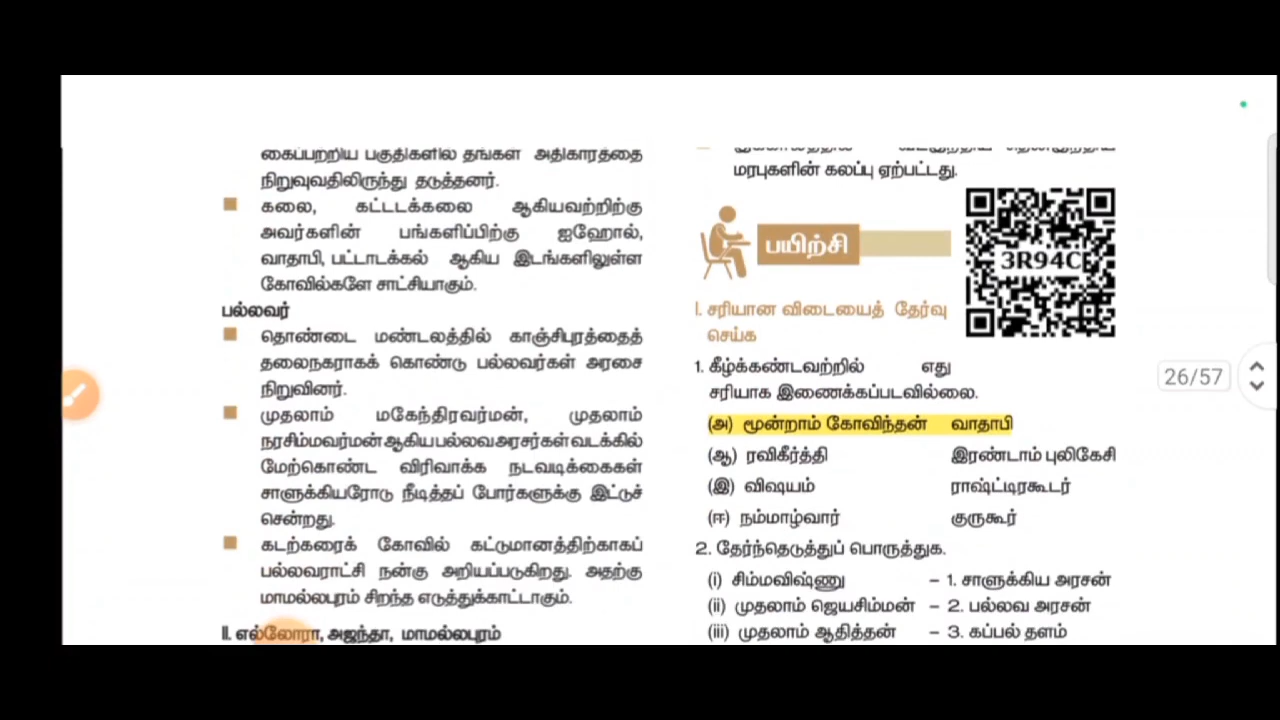 கைப்பற்றிய பகுதிகளில் தங்கள் அதிகாரத்தை
நிறுவுவதிலிருந்து தடுத்தனர்.
கலை, கட்டடக்கலை ஆகியவற்றிற்கு
அவர்களின் பங்களிப்பிற்கு ஐஹோல்,
வாதாபி, பட்டாடக்கல் ஆகிய இடங்களிலுள்ள
கோவில்களே சாட்சியாகும்.
பல்லவர்
தொண்டை மண்டலத்தில் காஞ்சிபுரத்தைத்
தலைநகராகக் கொண்டு பல்லவர்கள் அரசை
நிறுவினர்.
முதலாம் மகேந்திரவர்மன், முதலாம்
நரசிம்மவர்மன் ஆகிய பல்லவ அரசர்கள் வடக்கில்
மேற்கொண்ட விரிவாக்க நடவடிக்கைகள்
சாளுக்கியரோடு நீடித்தப் போர்களுக்கு இட்டுச்
சென்றது.
கடற்கரைக் கோவில் கட்டுமானத்திற்காகப்
பல்லவராட்சி நன்கு அறியப்படுகிறது. அதற்கு
மாமல்லபுரம் சிறந்த எடுத்துக்காட்டாகும்.
II. எல்லோரா, அஜந்தா, மாமல்லபுரம்
மரபுகளின் கலப்பு ஏற்பட்டது.
பயிற்சி
3R94C
I. சரியான விடையைத் தேர்வு
செய்க
1. கீழ்க்கண்டவற்றில் எது
சரியாக இணைக்கப்படவில்லை.
(அ) மூன்றாம் கோவிந்தன் வாதாபி
(ஆ) ரவிகீர்த்தி இரண்டாம் புலிகேசி
(இ) விஷயம் ராஷ்ட்டிரகூடர்
(ஈ) நம்மாழ்வார் குருகூர்
2. தேர்ந்தெடுத்துப் பொருத்துக.
(i) சிம்மவிஷ்ணு – 1. சாளுக்கிய அரசன்
(ii) முதலாம் ஜெயசிம்மன் – 2. பல்லவ அரசன்
(iii) முதலாம் ஆதித்தன் – 3. கப்பல் தளம்
26/57